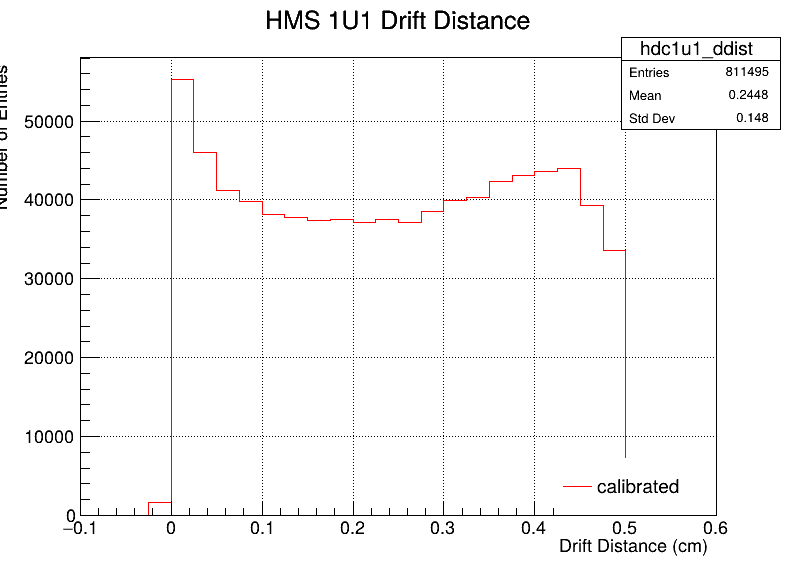 HMS 1U1 Drift Distance
hdc1u1_ddist
Entries 811495
Mean 0.2448
Std Dev 0.148
Number of Entries
50000
40000
30000
20000
10000
0
−0.1 0 0.1 0.2 0.3 0.4 0.5 0.6
Drift Distance (cm)
calibrated